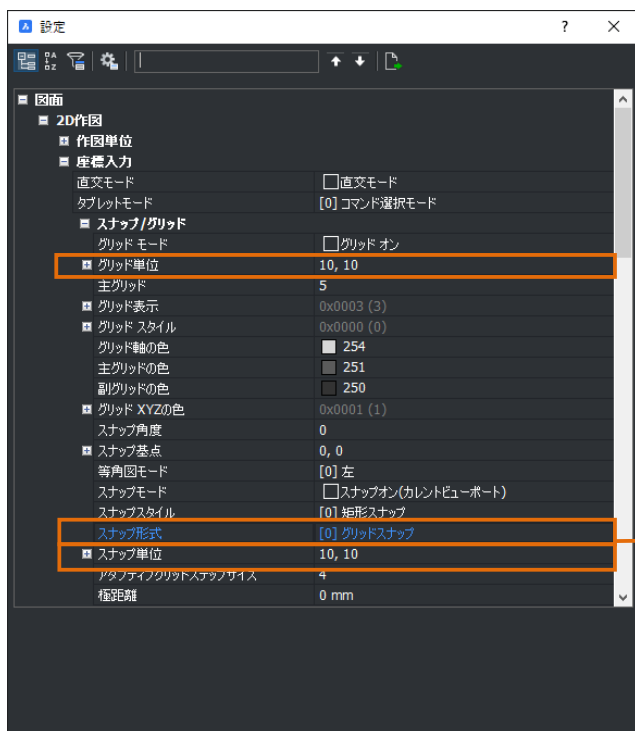 設定
図面
2D作図
作図単位
座標入力
直交モード 直交モード
タブレットモード [0] コマンド選択モード
スナップ/グリッド
グリッド モード グリッド オン
グリッド単位 10, 10
主グリッド 5
グリッド表示 0x0003 (3)
グリッド スタイル 0x0000 (0)
グリッド軸の色 254
主グリッドの色 251
副グリッドの色 250
グリッド XYZの色 0x0001 (1)
スナップ角度 0
スナップ基点 0, 0
等角図モード [0] 左
スナップモード スナップオン(カレントビューポート)
スナップスタイル [0] 矩形スナップ
スナップ形式 [0] グリッドスナップ
スナップ単位 10, 10
アダプティブグリッドステップサイズ 4
極距離 0 mm